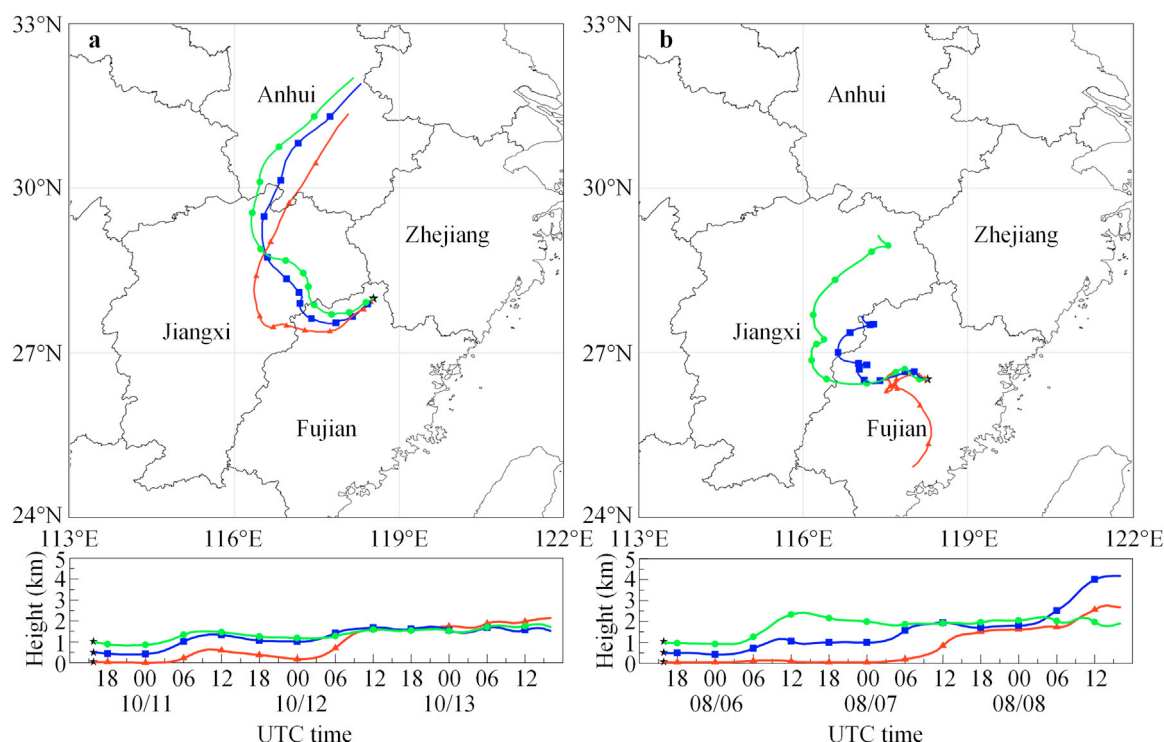 33°N
a
b
Anhui
Anhui
30°N
Zhejiang
Zhejiang
Jiangxi
Jiangxi
27°N
Fujian
Fujian
24°N
113°E 116°E 119°E 122°E
33°N
30°N
27°N
24°N
113°E 116°E 119°E 122°E
Height (km)
5
4
3
2
1
0
18 00 06 12 18 00 06 12 18 00 06 12
10/11 10/12 10/13
UTC time
Height (km)
5
4
3
2
1
0
18 00 06 12 18 00 06 12 18 00 06 12
08/06 08/07 08/08
UTC time